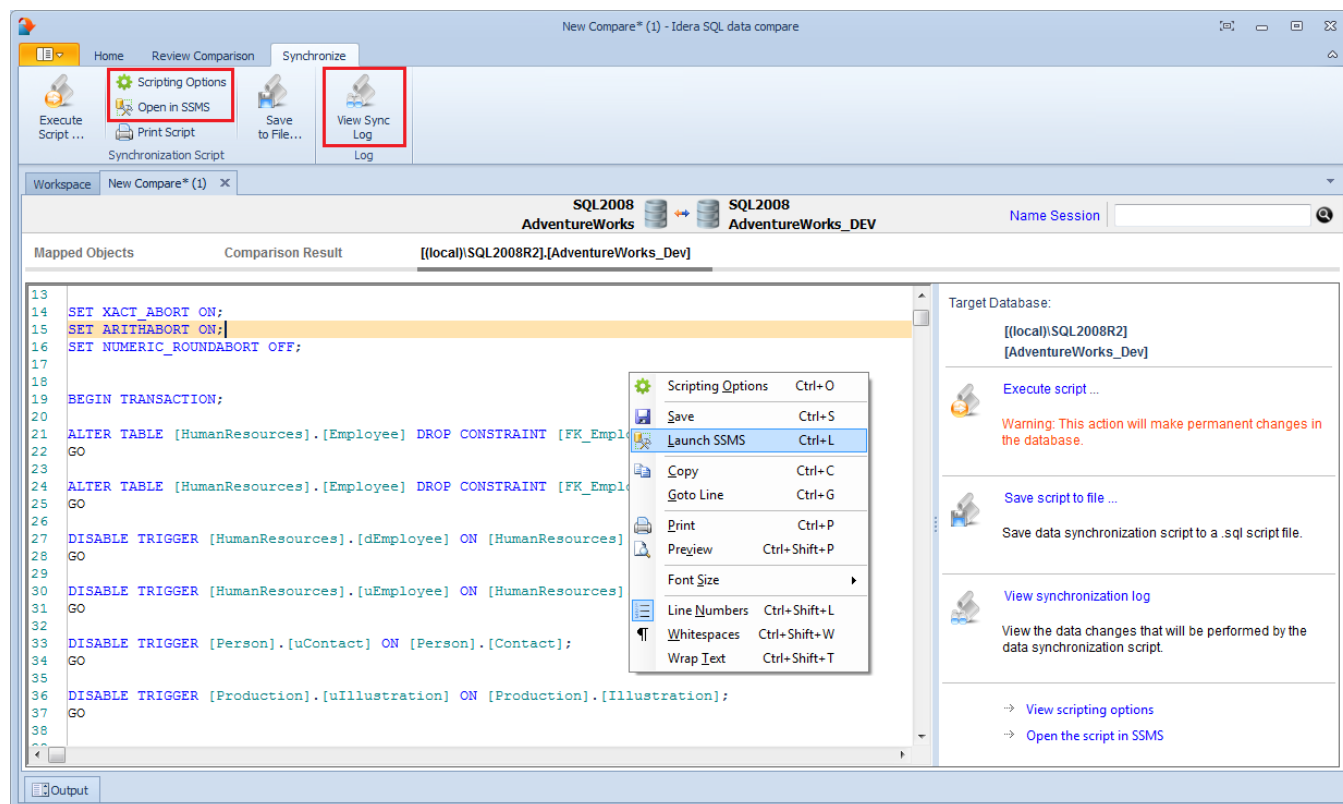 New Compare* (1) - Idera SQL data compare
Home Review Comparison Synchronize
Execute Script ...
Scripting Options
Open in SSMS
Print Script
Save to File...
View Sync Log
Synchronization Script
Log
Workspace New Compare* (1)
SQL2008 SQL2008
AdventureWorks AdventureWorks_DEV
Name Session
Mapped Objects Comparison Result [(local)\SQL2008R2].[AdventureWorks_Dev]
13
14 SET XACT_ABORT ON;
15 SET ARITHABORT ON;
16 SET NUMERIC_ROUNDABORT OFF;
17
18
19 BEGIN TRANSACTION;
20
21 ALTER TABLE [HumanResources].[Employee] DROP CONSTRAINT [FK_Emplo
22 GO
23
24 ALTER TABLE [HumanResources].[Employee] DROP CONSTRAINT [FK_Emplo
25 GO
26
27 DISABLE TRIGGER [HumanResources].[dEmployee] ON [HumanResources]
28 GO
29
30 DISABLE TRIGGER [HumanResources].[uEmployee] ON [HumanResources]
31 GO
32
33 DISABLE TRIGGER [Person].[uContact] ON [Person].[Contact];
34 GO
35
36 DISABLE TRIGGER [Production].[uIllustration] ON [Production].[Illustration];
37 GO
38
Scripting Options Ctrl+O
Save Ctrl+S
Launch SSMS Ctrl+L
Copy Ctrl+C
Goto Line Ctrl+G
Print Ctrl+P
Preview Ctrl+Shift+P
Font Size
Line Numbers Ctrl+Shift+L
Whitespaces Ctrl+Shift+W
Wrap Text Ctrl+Shift+T
Target Database:
[(local)\SQL2008R2]
[AdventureWorks_Dev]
Execute script ...
Warning: This action will make permanent changes in
the database.
Save script to file ...
Save data synchronization script to a .sql script file.
View synchronization log
View the data changes that will be performed by the
data synchronization script.
View scripting options
Open the script in SSMS
Output